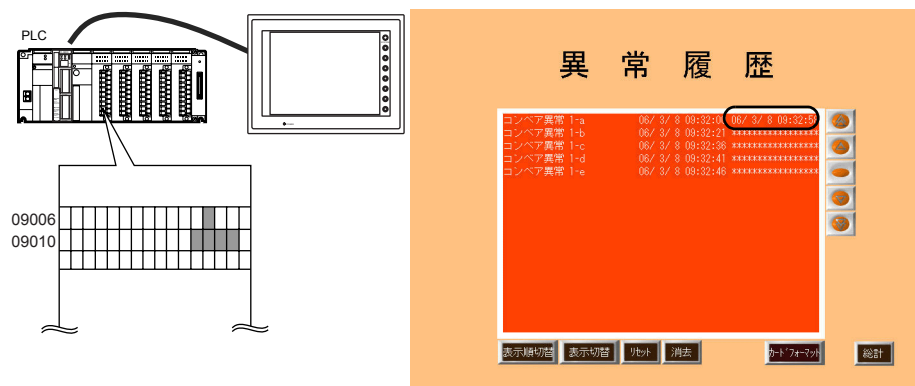 PLC
09006
09010
異常履歴
コンベア異常 1-a 06/ 3/ 8 09:32:00 06/ 3/ 8 09:32:59
コンベア異常 1-b 06/ 3/ 8 09:32:21 ******************
コンベア異常 1-c 06/ 3/ 8 09:32:36 ******************
コンベア異常 1-d 06/ 3/ 8 09:32:41 ******************
コンベア異常 1-e 06/ 3/ 8 09:32:46 ******************
表示順切替 表示切替 リセット 消去 カードフォーマット 総計